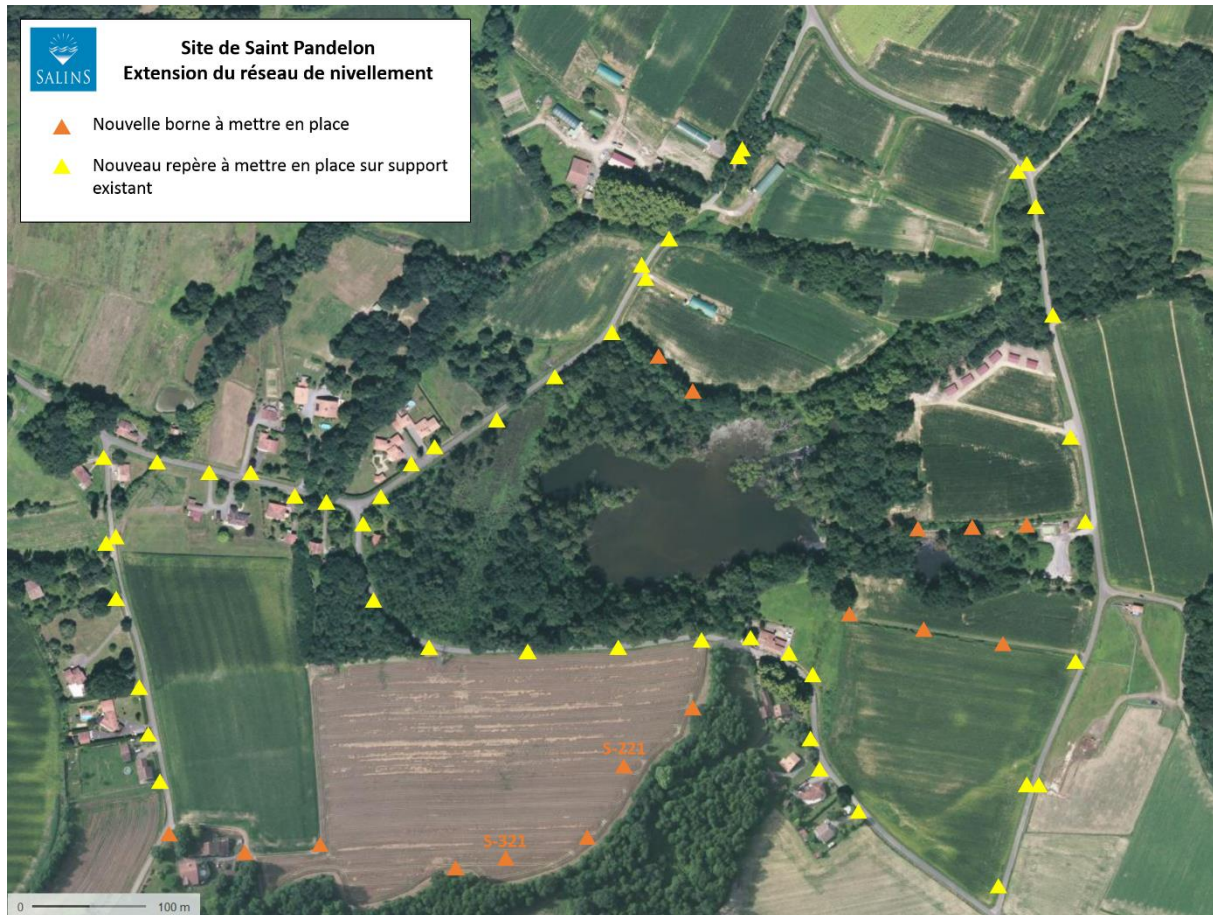 SALINS
Site de Saint Pandelon
Extension du réseau de nivellement
Nouvelle borne à mettre en place
Nouveau repère à mettre en place sur support
existant
S-221
S-321
0 100 m